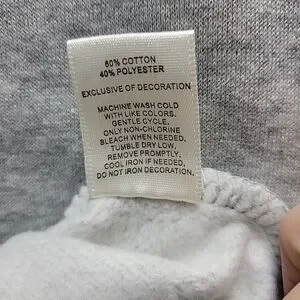 60% COTTON
40% POLYESTER
EXCLUSIVE OF DECORATION
MACHINE WASH COLD
WITH LIKE COLORS.
GENTLE CYCLE.
ONLY NON-CHLORINE
BLEACH WHEN NEEDED.
TUMBLE DRY LOW.
REMOVE PROMPTLY.
COOL IRON IF NEEDED.
DO NOT IRON DECORATION.